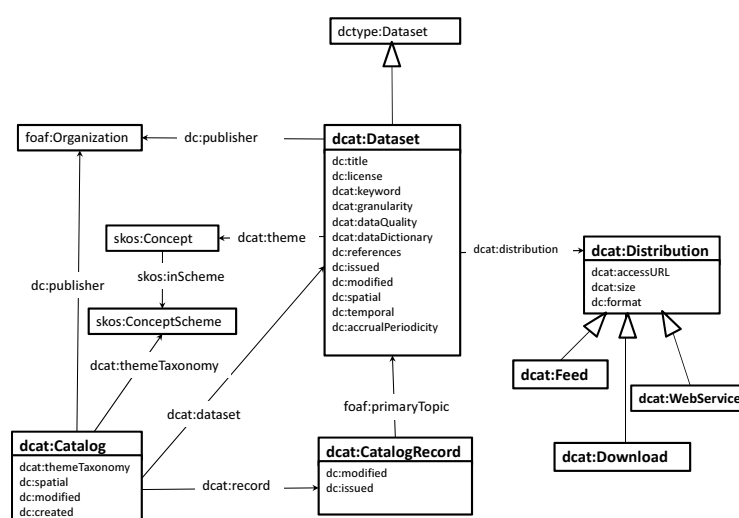 dctype:Dataset
foaf:Organization
dc:publisher
dcat:Dataset
dc:title
dc:license
dcat:keyword
dcat:granularity
dcat:dataQuality
dcat:dataDictionary
dc:references
dc:issued
dc:modified
dc:spatial
dc:temporal
dc:accrualPeriodicity
skos:Concept
dcat:theme
skos:inScheme
dc:publisher
skos:ConceptScheme
dcat:themeTaxonomy
dcat:distribution
dcat:Distribution
dcat:accessURL
dcat:size
dc:format
dcat:Feed
dcat:WebService
dcat:Download
dcat:dataset
foaf:primaryTopic
dcat:Catalog
dcat:themeTaxonomy
dc:spatial
dc:modified
dc:created
dcat:record
dcat:CatalogRecord
dc:modified
dc:issued